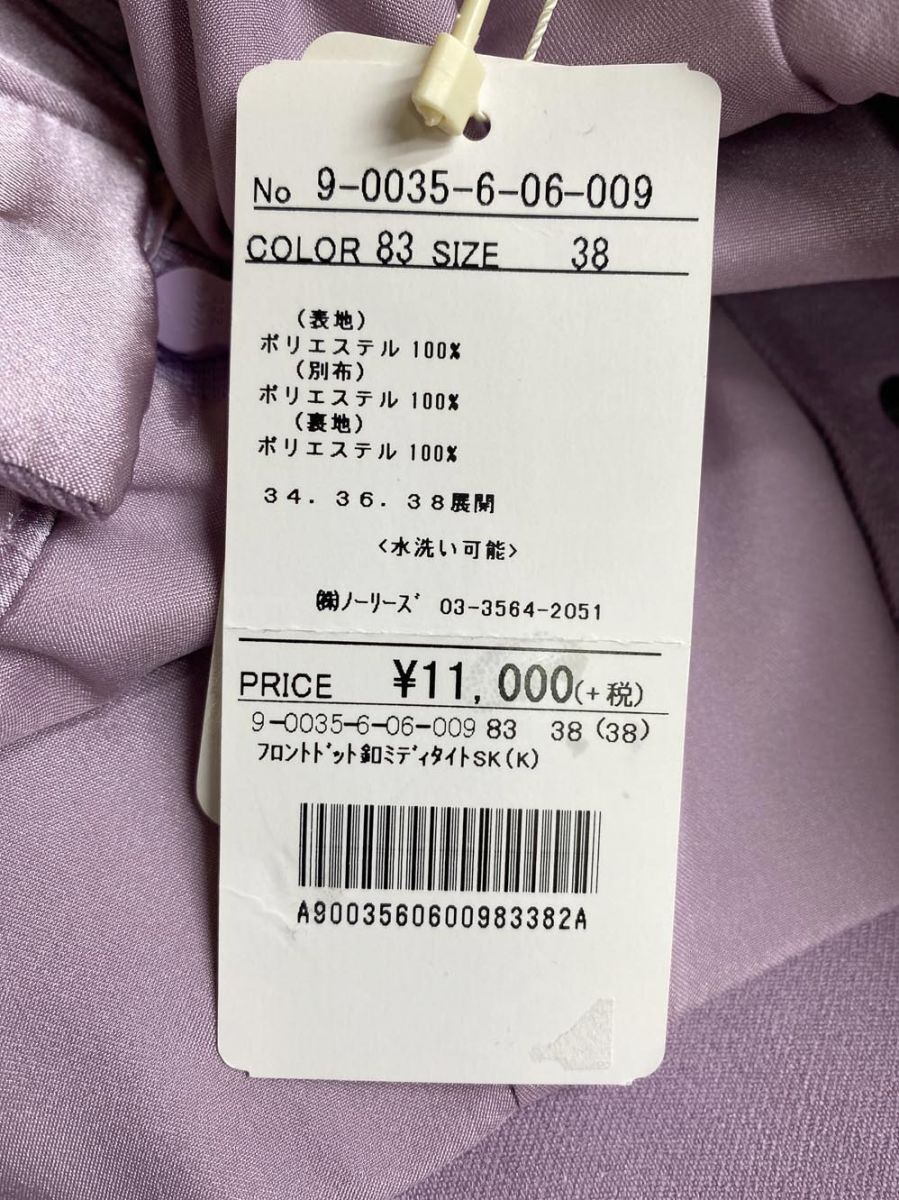 No 9-0035-6-06-009
COLOR 83 SIZE 38
(表地)
ポリエステル 100%
(別布)
ポリエステル 100%
(裏地)
ポリエステル 100%
34. 36. 38展開
<水洗い可能>
㈱ﾉｰﾘｰｽﾞ 03-3564-2051
PRICE ¥11,000(+税)
9-0035-6-06-009 83 38 (38)
ﾌﾛﾝﾄﾄﾞｯﾄ釦ﾐﾃﾞｨﾀｲﾄSK(K)
A9003560600983382A